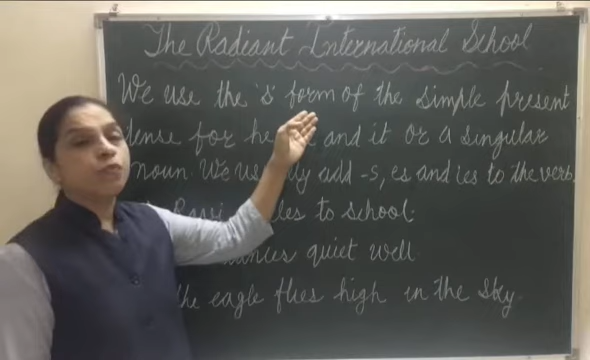 The Radiant International School
We use the 's' form of the simple present
tense for he and it or a singular
noun. We usually add -s, es and ies to the verb.
to school.
dances quiet well.
the eagle flies high in the sky.